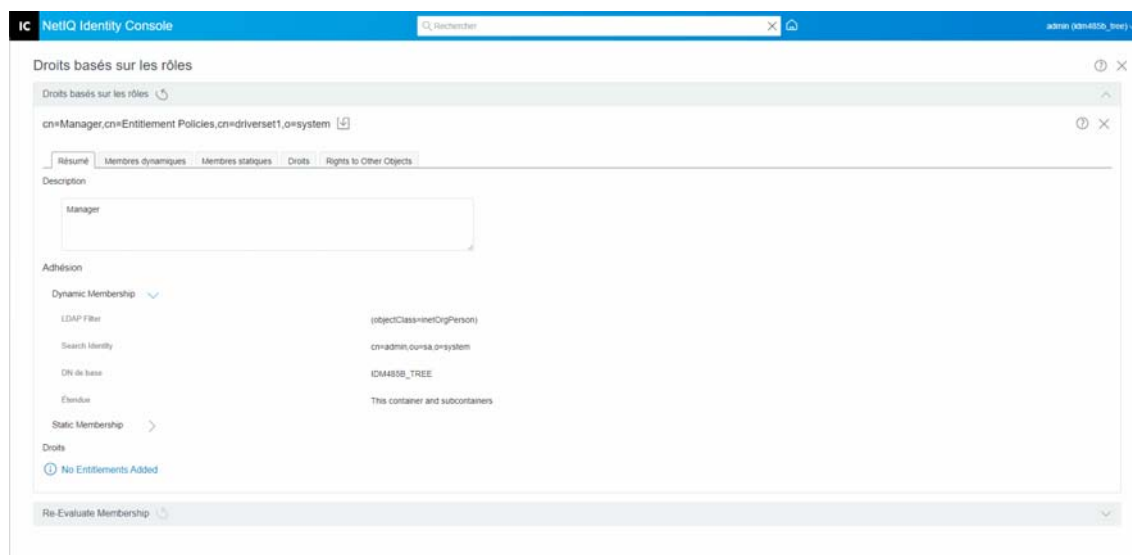 IC NetIQ Identity Console
Rechercher
admin (idm485b_tree)
Droits basés sur les rôles
Droits basés sur les rôles
cn=Manager,cn=Entitlement Policies,cn=driverset1,o=system
Résumé Membres dynamiques Membres statiques Droits Rights to Other Objects
Description
Manager
Adhésion
Dynamic Membership
LDAP Filter (objectClass=inetOrgPerson)
Search Identity cn=admin,ou=sa,o=system
DN de base IDM485B_TREE
Étendue This container and subcontainers
Static Membership
Droits
No Entitlements Added
Re-Evaluate Membership